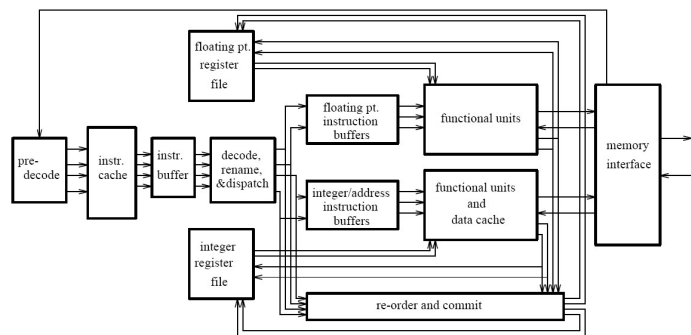 floating pt.
register
file
floating pt.
instruction
buffers
functional units
memory
interface
pre-
decode
instr.
cache
instr.
buffer
decode,
rename,
&dispatch
integer/address
instruction
buffers
functional units
and
data cache
integer
register
file
re-order and commit